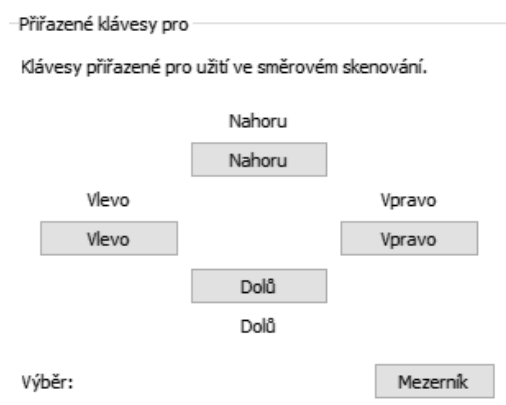 Přiřazené klávesy pro
Klávesy přiřazené pro užití ve směrovém skenování.
Nahoru
Nahoru
Vlevo Vpravo
Vlevo Vpravo
Dolů
Dolů
Výběr: Mezerník